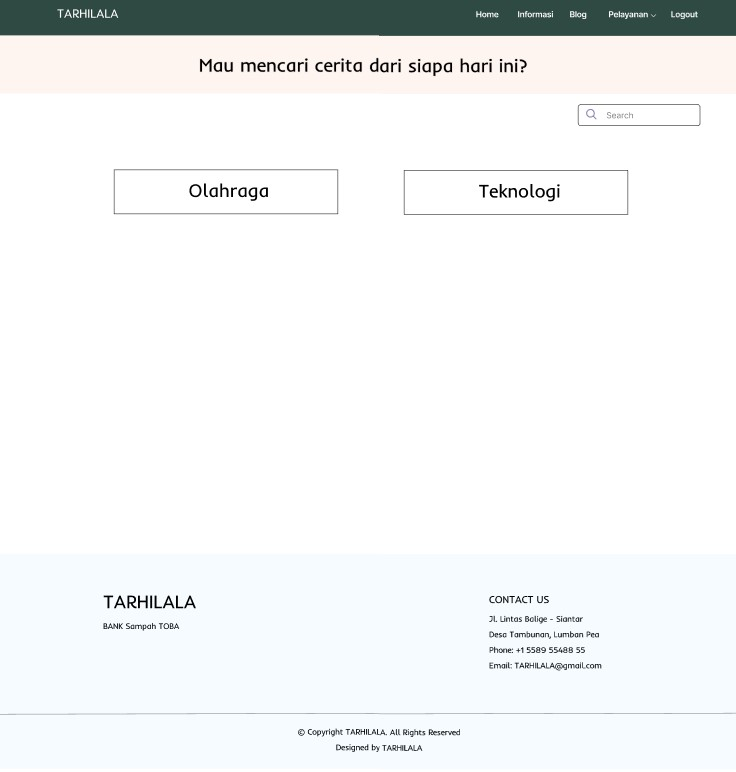 TARHILALA
Home Informasi Blog Pelayanan Logout
Mau mencari cerita dari siapa hari ini?
Search
Olahraga Teknologi
TARHILALA
BANK Sampah TOBA
CONTACT US
Jl. Lintas Balige - Siantar
Desa Tambunan, Lumban Pea
Phone: +1 5589 55488 55
Email: TARHILALA@gmail.com
© Copyright TARHILALA. All Rights Reserved
Designed by TARHILALA